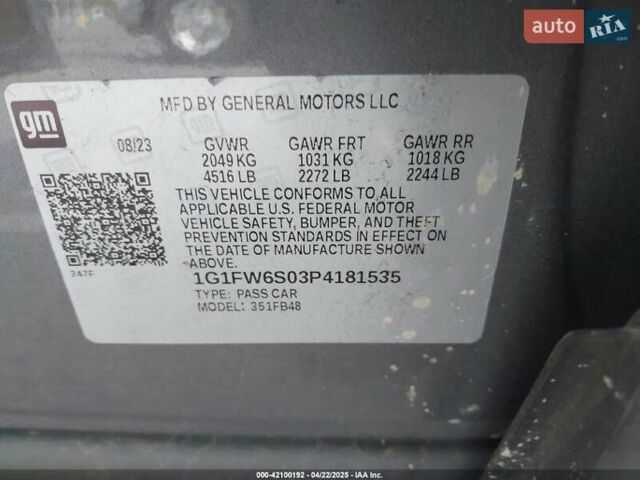 auto RIA
.com
gm
MFD BY GENERAL MOTORS LLC
08/23 GVWR GAWR FRT GAWR RR
2049 KG 1031 KG 1018 KG
4516 LB 2272 LB 2244 LB
THIS VEHICLE CONFORMS TO ALL
APPLICABLE U.S. FEDERAL MOTOR
VEHICLE SAFETY, BUMPER, AND THEFT
PREVENTION STANDARDS IN EFFECT ON
THE DATE OF MANUFACTURE SHOWN
ABOVE.
247F
1G1FW6S03P4181535
TYPE: PASS CAR
MODEL: 351FB48
000-42100192 - 04/22/2025 - IAA Inc.